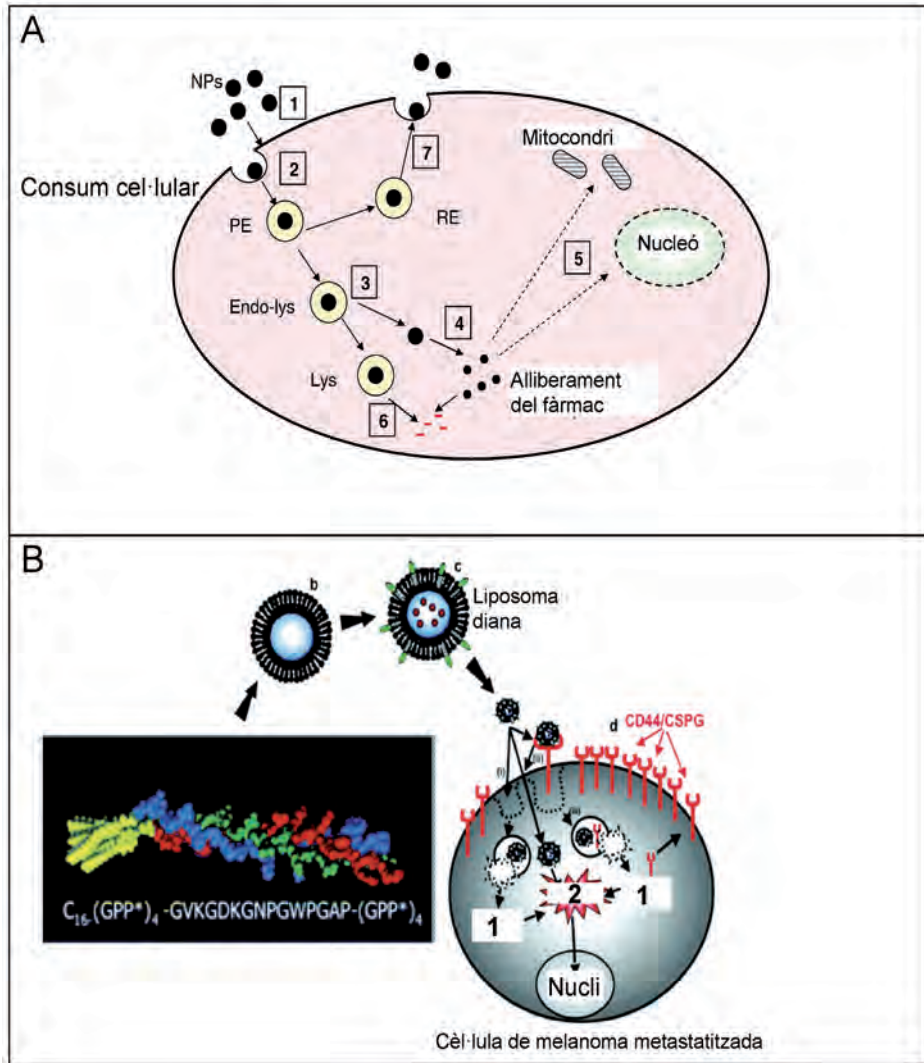 A
NPs
1
2
7
Mitocondri
Consum cel·lular
PE
RE
5
Nucleó
3
Endo-lys
4
Lys
Alliberament
del fàrmac
6
B
b
c
Liposoma
diana
d
CD44/CSPG
(i)
2
1
1
C16-(GPP*)4 -GVKGDKGNPGWPGAP-(GPP*)4
Nucli
Cèl·lula de melanoma metastatitzada